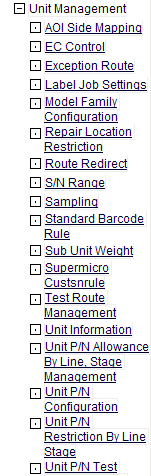 Unit Management
AOI Side Mapping
EC Control
Exception Route
Label Job Settings
Model Family
Configuration
Repair Location
Restriction
Route Redirect
S/N Range
Sampling
Standard Barcode
Rule
Sub Unit Weight
Supermicro
Custsnrule
Test Route
Management
Unit Information
Unit P/N Allowance
By Line, Stage
Management
Unit P/N
Configuration
Unit P/N
Restriction By Line
Stage
Unit P/N Test